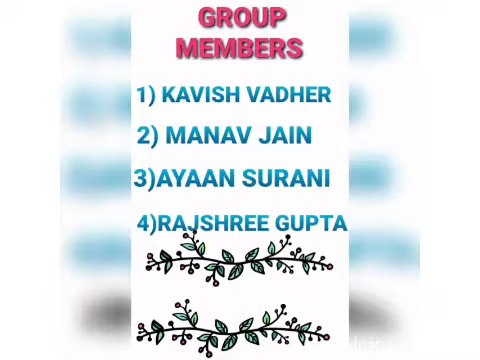 GROUP
MEMBERS
1) KAVISH VADHER
2) MANAV JAIN
3)AYAAN SURANI
4)RAJSHREE GUPTA